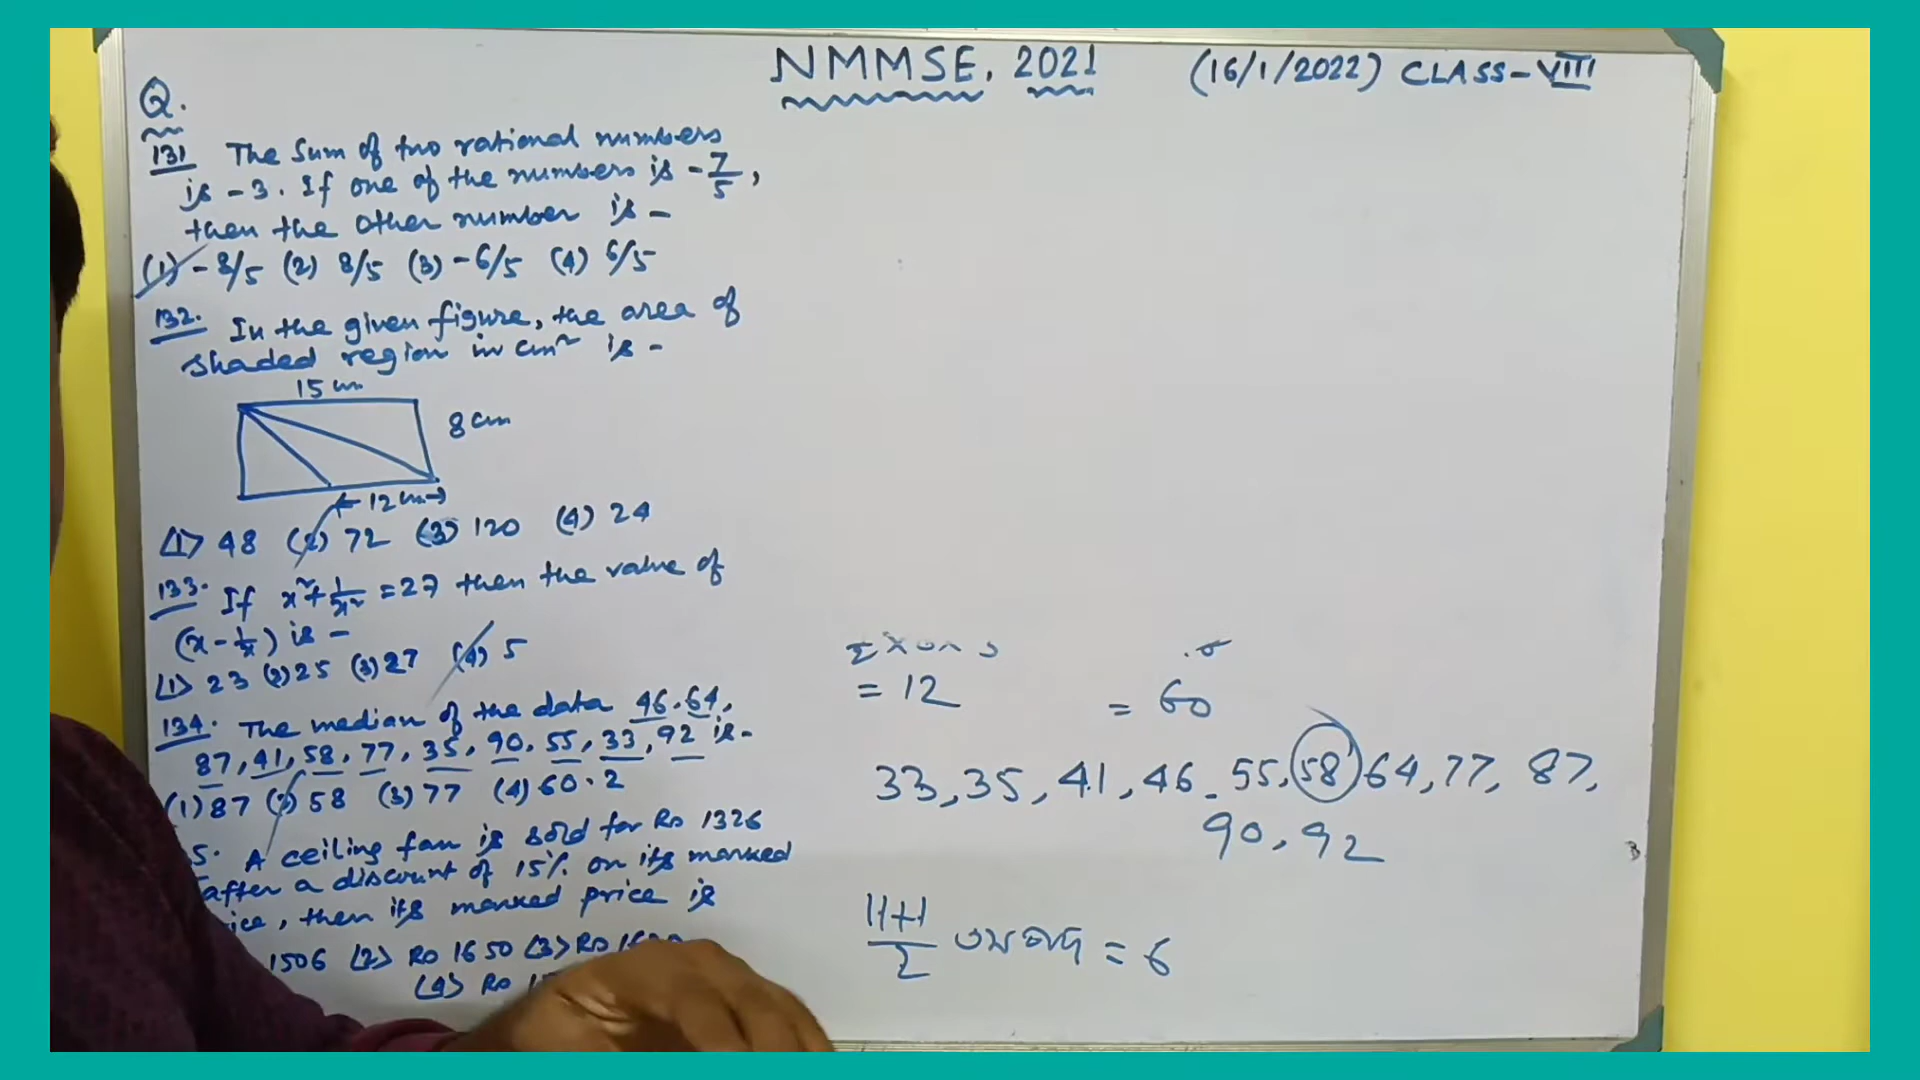 NMMSE. 2021 (16/1/2022) CLASS-VIII
Q.
131 The Sum of two rational numbers
is -3. If one of the numbers is -7/5,
then the other number is -
(1) -8/5 (2) 8/5 (3) -6/5 (4) 6/5
132. In the given figure, the area of
shaded region in cm² is -
15 cm
8 cm
12 cm
(1) 48 (2) 72 (3) 120 (4) 24
133. If x²+1/x² = 27 then the value of
(x - 1/x) is -
(1) 23 (2) 25 (3) 27 (4) 5
134. The median of the data 46, 64,
87, 41, 58, 77, 35, 90, 55, 33, 92 is -
(1) 87 (2) 58 (3) 77 (4) 60.2
5. A ceiling fan is sold for Rs 1326
after a discount of 15% on its marked
ice, then its marked price is
1506 (2) Rs 1650 (3) Rs
(4) Rs
= 12
= 60
33, 35, 41, 46, 55, 58, 64, 77, 87,
90, 92
11+1/2 = 6